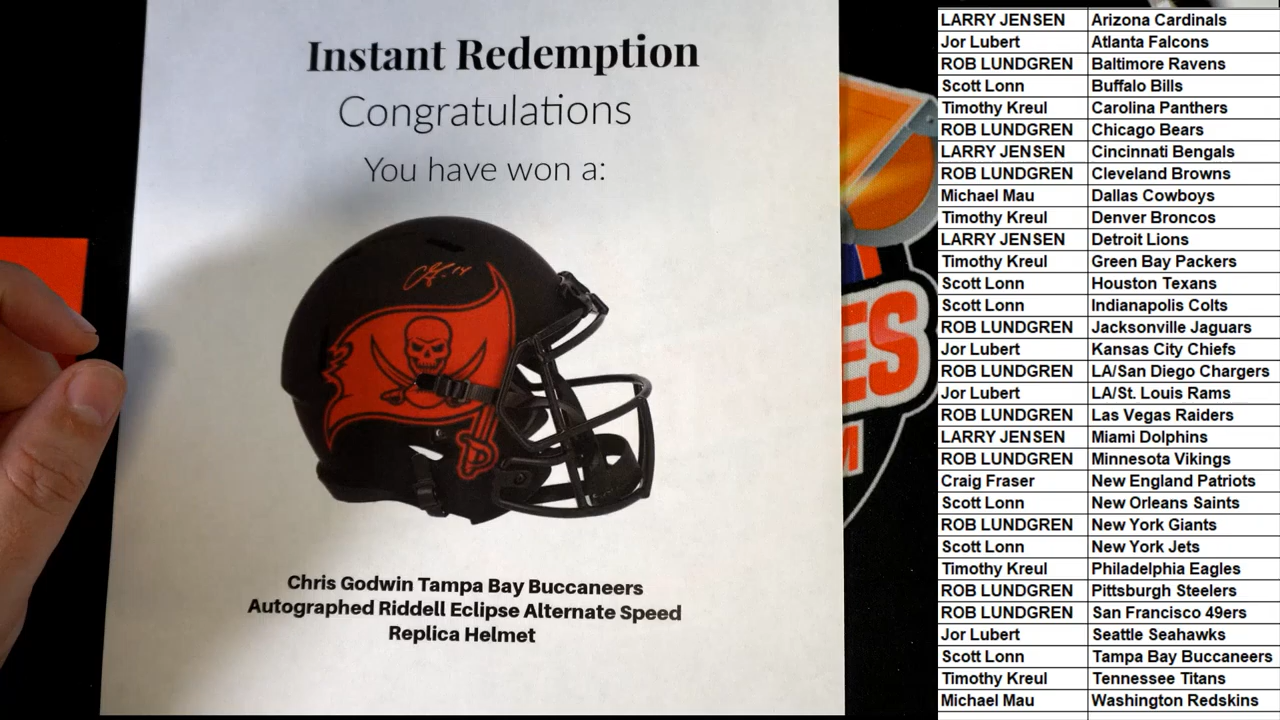 Instant Redemption
Congratulations
You have won a:
Chris Godwin Tampa Bay Buccaneers
Autographed Riddell Eclipse Alternate Speed
Replica Helmet
LARRY JENSEN Arizona Cardinals
Jor Lubert Atlanta Falcons
ROB LUNDGREN Baltimore Ravens
Scott Lonn Buffalo Bills
Timothy Kreul Carolina Panthers
ROB LUNDGREN Chicago Bears
LARRY JENSEN Cincinnati Bengals
ROB LUNDGREN Cleveland Browns
Michael Mau Dallas Cowboys
Timothy Kreul Denver Broncos
LARRY JENSEN Detroit Lions
Timothy Kreul Green Bay Packers
Scott Lonn Houston Texans
Scott Lonn Indianapolis Colts
ROB LUNDGREN Jacksonville Jaguars
Jor Lubert Kansas City Chiefs
ROB LUNDGREN LA/San Diego Chargers
Jor Lubert LA/St. Louis Rams
ROB LUNDGREN Las Vegas Raiders
LARRY JENSEN Miami Dolphins
ROB LUNDGREN Minnesota Vikings
Craig Fraser New England Patriots
Scott Lonn New Orleans Saints
ROB LUNDGREN New York Giants
Scott Lonn New York Jets
Timothy Kreul Philadelphia Eagles
ROB LUNDGREN Pittsburgh Steelers
ROB LUNDGREN San Francisco 49ers
Jor Lubert Seattle Seahawks
Scott Lonn Tampa Bay Buccaneers
Timothy Kreul Tennessee Titans
Michael Mau Washington Redskins